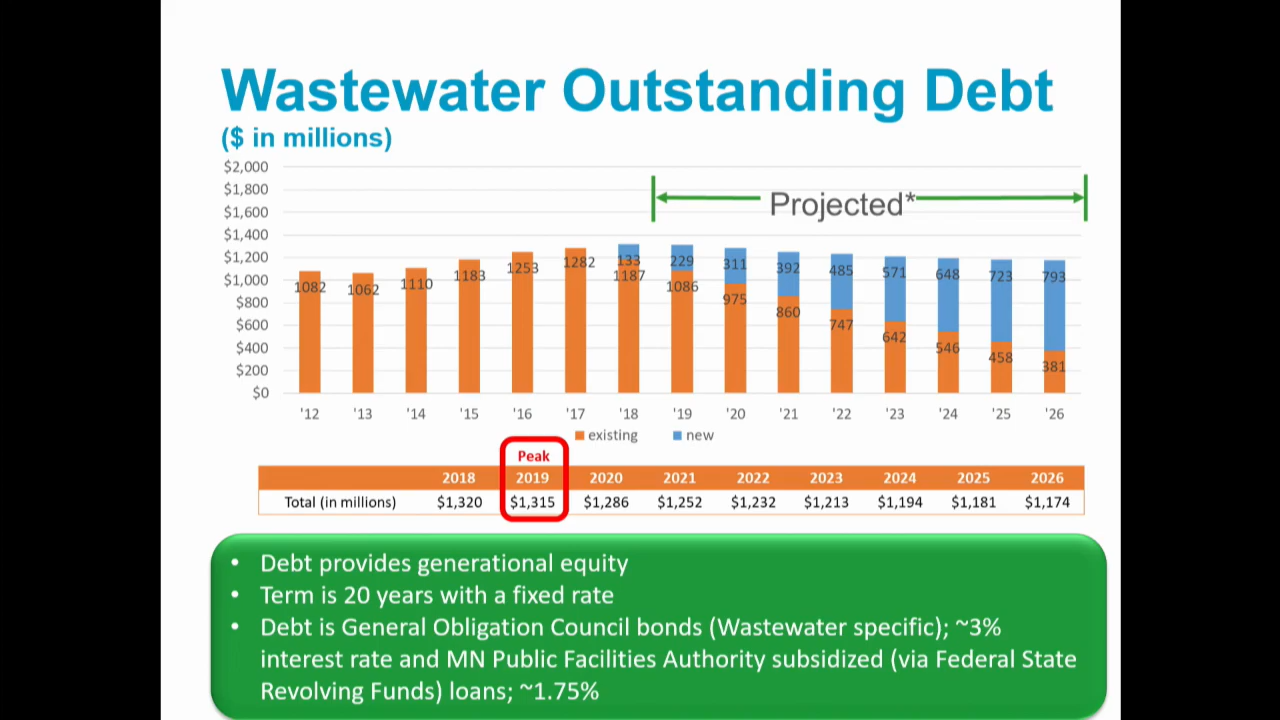 Wastewater Outstanding Debt
($ in millions)
$2,000
$1,800
$1,600
$1,400
$1,200
$1,000
$800
$600
$400
$200
$0
Projected*
1082 1062 1110 1183 1253 1282 133 229 311 392 485 571 648 723 793
1187 1086 975 860 747 642 546 458 381
'12 '13 '14 '15 '16 '17 '18 '19 '20 '21 '22 '23 '24 '25 '26
existing new
Peak
2018 2019 2020 2021 2022 2023 2024 2025 2026
Total (in millions) $1,320 $1,315 $1,286 $1,252 $1,232 $1,213 $1,194 $1,181 $1,174
• Debt provides generational equity
• Term is 20 years with a fixed rate
• Debt is General Obligation Council bonds (Wastewater specific); ~3%
interest rate and MN Public Facilities Authority subsidized (via Federal State
Revolving Funds) loans; ~1.75%